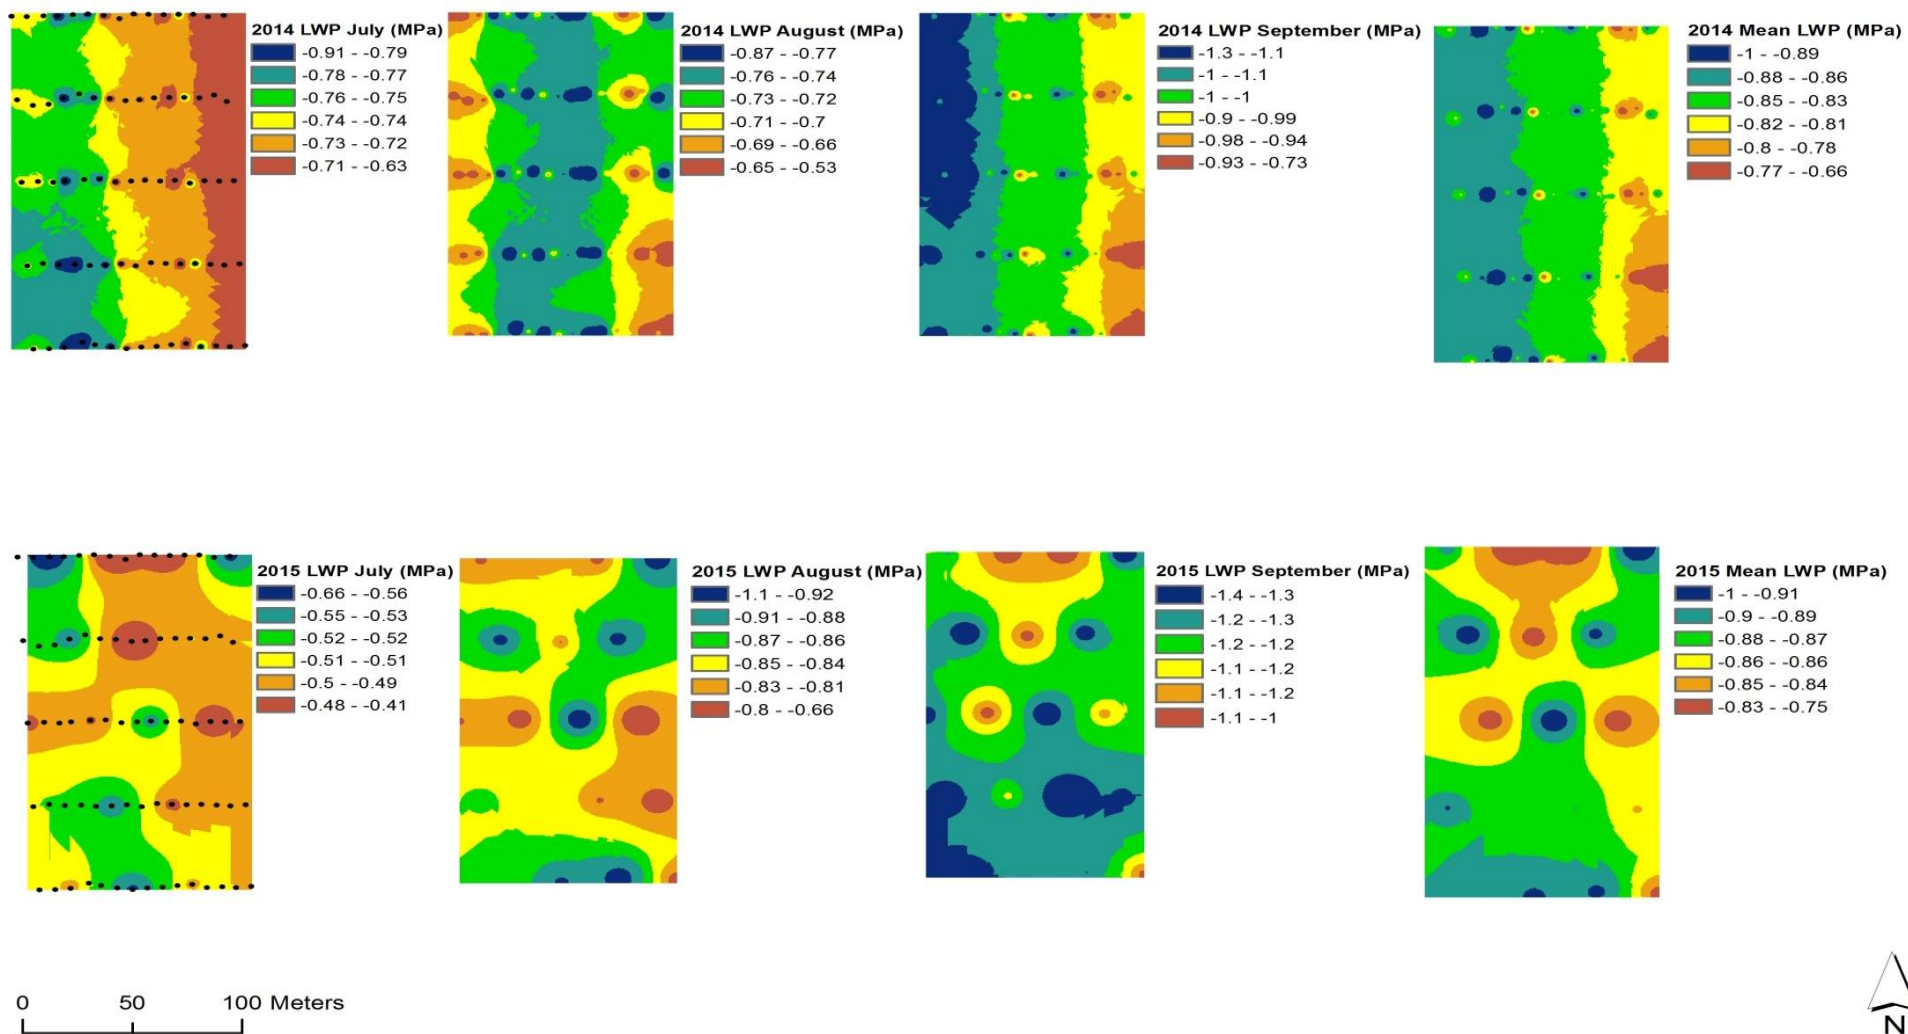 2014 LWP July (MPa)
-0.91 - -0.79
-0.78 - -0.77
-0.76 - -0.75
-0.74 - -0.74
-0.73 - -0.72
-0.71 - -0.63
2014 LWP August (MPa)
-0.87 - -0.77
-0.76 - -0.74
-0.73 - -0.72
-0.71 - -0.7
-0.69 - -0.66
-0.65 - -0.53
2014 LWP September (MPa)
-1.3 - -1.1
-1 - -1.1
-1 - -1
-0.9 - -0.99
-0.98 - -0.94
-0.93 - -0.73
2014 Mean LWP (MPa)
-1 - -0.89
-0.88 - -0.86
-0.85 - -0.83
-0.82 - -0.81
-0.8 - -0.78
-0.77 - -0.66
2015 LWP July (MPa)
-0.66 - -0.56
-0.55 - -0.53
-0.52 - -0.52
-0.51 - -0.51
-0.5 - -0.49
-0.48 - -0.41
2015 LWP August (MPa)
-1.1 - -0.92
-0.91 - -0.88
-0.87 - -0.86
-0.85 - -0.84
-0.83 - -0.81
-0.8 - -0.66
2015 LWP September (MPa)
-1.4 - -1.3
-1.2 - -1.3
-1.2 - -1.2
-1.1 - -1.2
-1.1 - -1.2
-1.1 - -1
2015 Mean LWP (MPa)
-1 - -0.91
-0.9 - -0.89
-0.88 - -0.87
-0.86 - -0.86
-0.85 - -0.84
-0.83 - -0.75
0 50 100 Meters
N